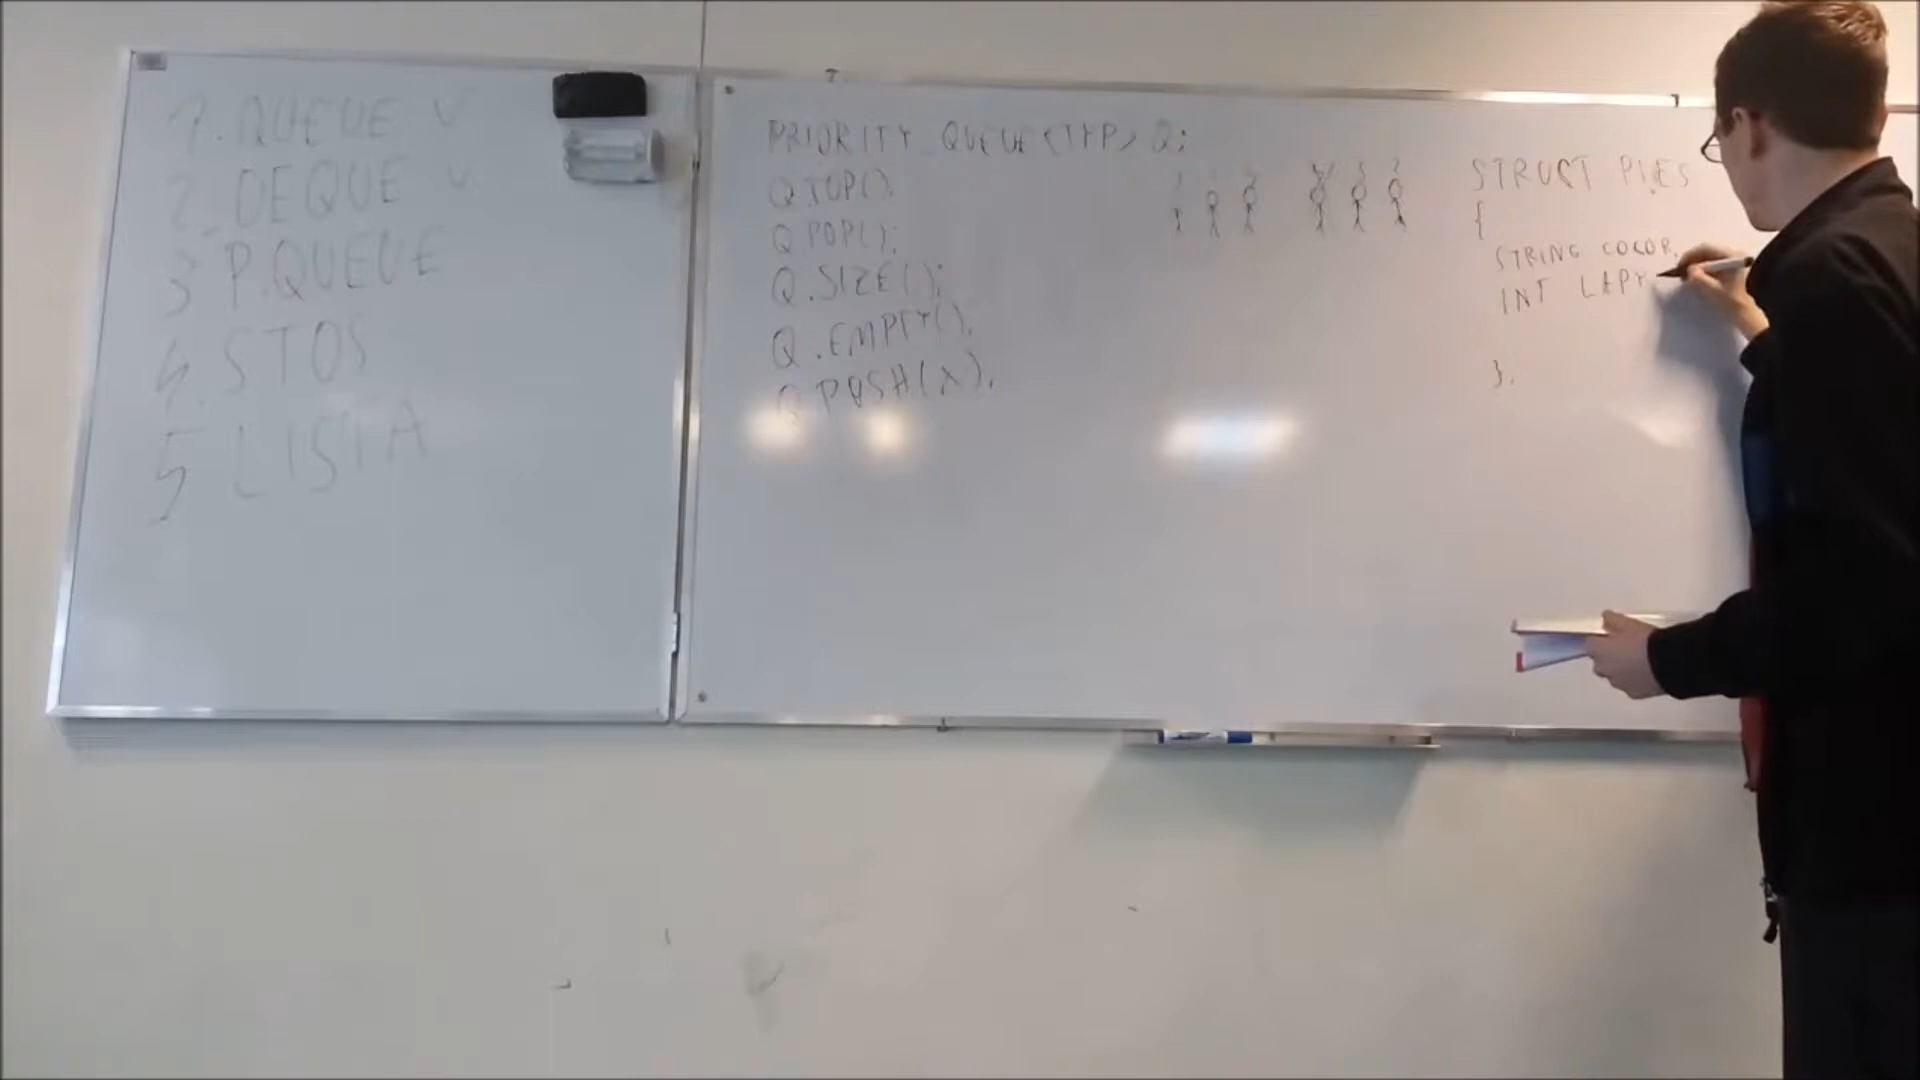 1. QUEUE V
2. DEQUE V
3 P.QUEUE
4. STOS
5 LISTA
PRIORITY_QUEUE<TYP> Q;
Q.TOP();
Q.POP();
Q.SIZE();
Q.EMPTY();
Q.PUSH(X);
STRUCT PIES
{
STRING COLOR;
INT LAPY
};